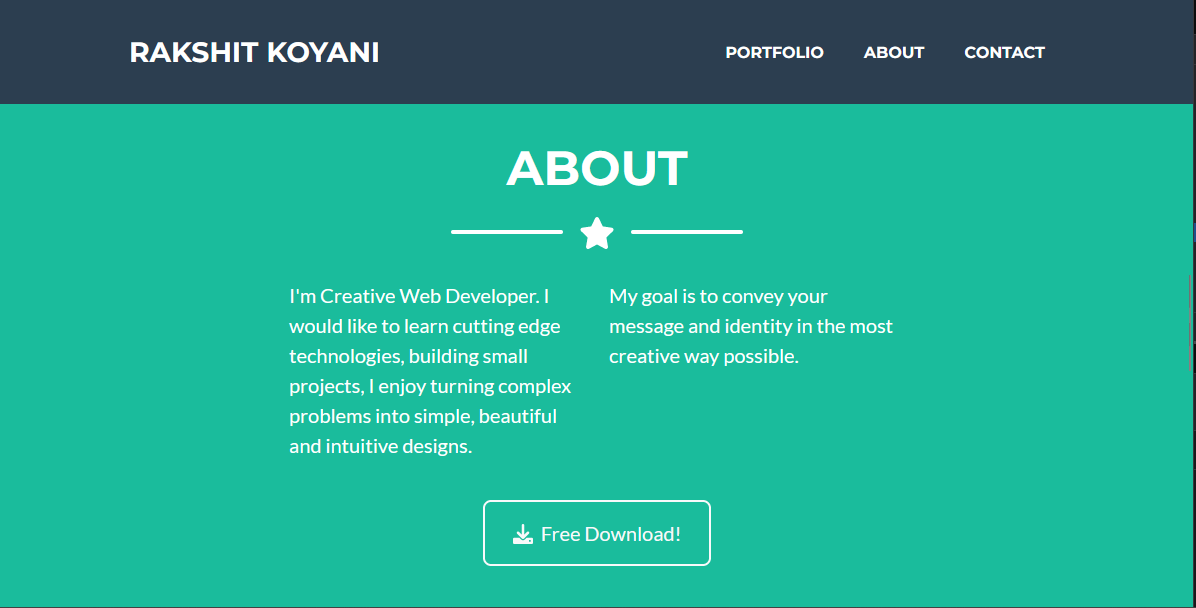 RAKSHIT KOYANI
PORTFOLIO ABOUT CONTACT
ABOUT
I'm Creative Web Developer. I
would like to learn cutting edge
technologies, building small
projects, I enjoy turning complex
problems into simple, beautiful
and intuitive designs.
My goal is to convey your
message and identity in the most
creative way possible.
Free Download!